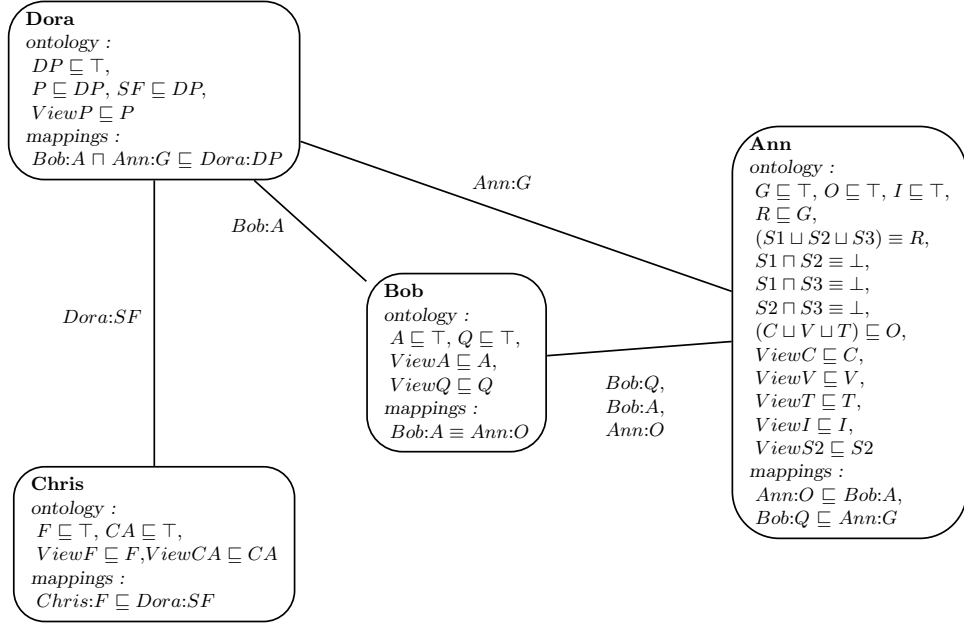 Dora
ontology :
DP ⊑ ⊤,
P ⊑ DP, SF ⊑ DP,
ViewP ⊑ P
mappings :
Bob:A ⊓ Ann:G ⊑ Dora:DP
Ann:G
Bob:A
Dora:SF
Bob
ontology :
A ⊑ ⊤, Q ⊑ ⊤,
ViewA ⊑ A,
ViewQ ⊑ Q
mappings :
Bob:A ≡ Ann:O
Bob:Q,
Bob:A,
Ann:O
Ann
ontology :
G ⊑ ⊤, O ⊑ ⊤, I ⊑ ⊤,
R ⊑ G,
(S1 ⊔ S2 ⊔ S3) ≡ R,
S1 ⊓ S2 ≡ ⊥,
S1 ⊓ S3 ≡ ⊥,
S2 ⊓ S3 ≡ ⊥,
(C ⊔ V ⊔ T) ⊑ O,
ViewC ⊑ C,
ViewV ⊑ V,
ViewT ⊑ T,
ViewI ⊑ I,
ViewS2 ⊑ S2
mappings :
Ann:O ⊑ Bob:A,
Bob:Q ⊑ Ann:G
Chris
ontology :
F ⊑ ⊤, CA ⊑ ⊤,
ViewF ⊑ F,ViewCA ⊑ CA
mappings :
Chris:F ⊑ Dora:SF